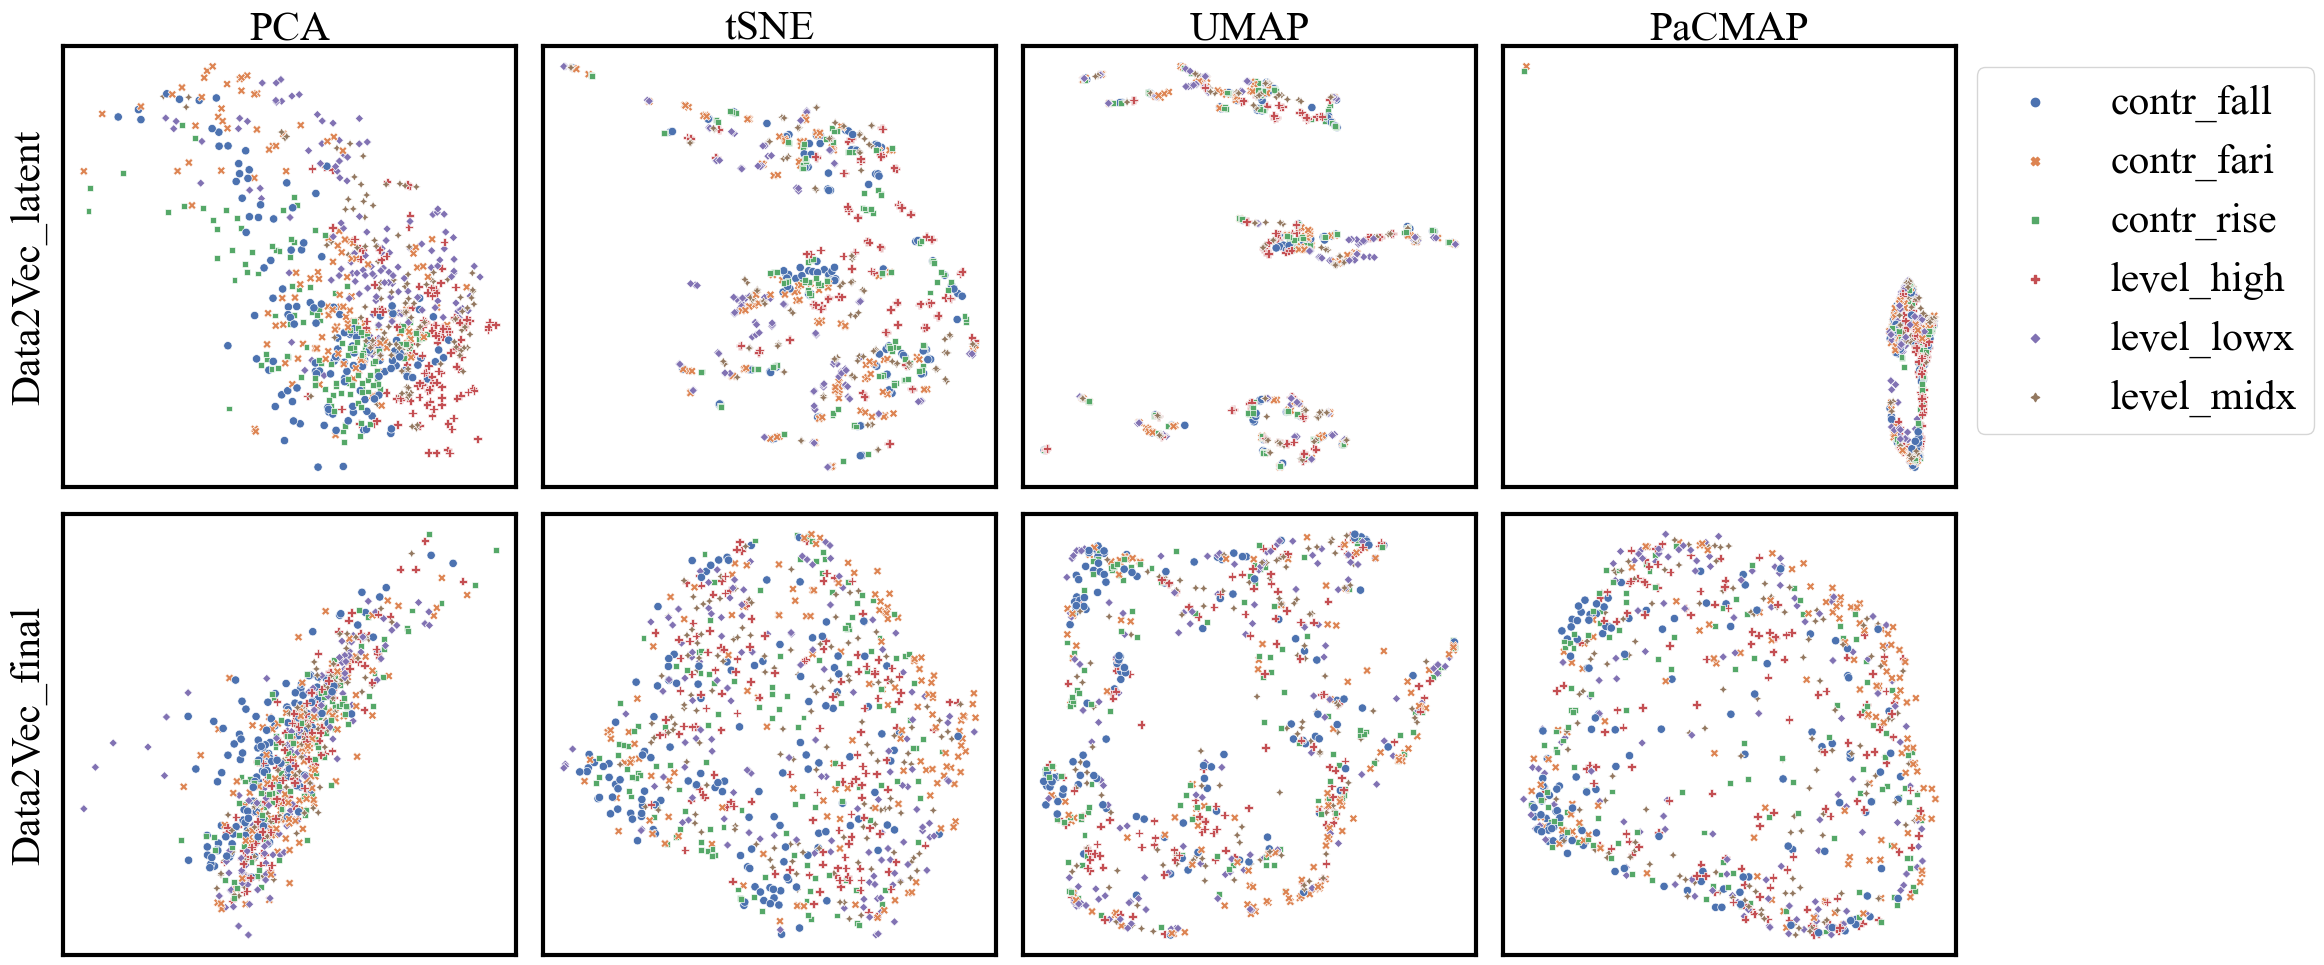 PCA
tSNE
UMAP
PaCMAP
Data2Vec_latent
Data2Vec_final
contr_fall
contr_fari
contr_rise
level_high
level_lowx
level_midx